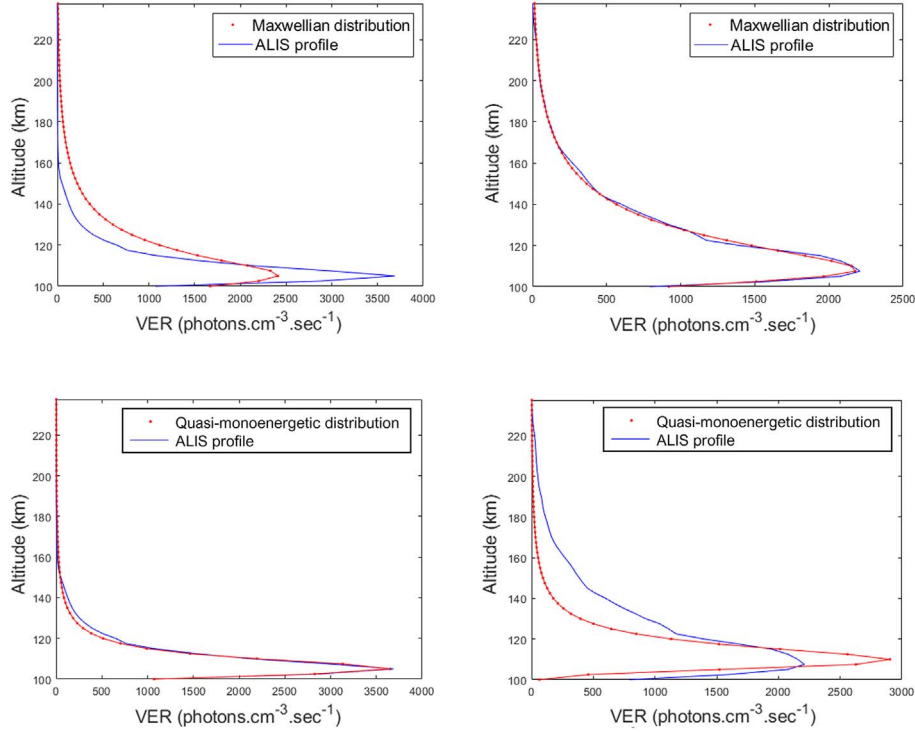 Maxwellian distribution
ALIS profile
Altitude (km)
220
200
180
160
140
120
100
0 500 1000 1500 2000 2500 3000 3500 4000
VER (photons.cm⁻³.sec⁻¹)
Maxwellian distribution
ALIS profile
Altitude (km)
220
200
180
160
140
120
100
0 500 1000 1500 2000 2500
VER (photons.cm⁻³.sec⁻¹)
Quasi-monoenergetic distribution
ALIS profile
Altitude (km)
220
200
180
160
140
120
100
0 500 1000 1500 2000 2500 3000 3500 4000
VER (photons.cm⁻³.sec⁻¹)
Quasi-monoenergetic distribution
ALIS profile
Altitude (km)
220
200
180
160
140
120
100
0 500 1000 1500 2000 2500 3000
VER (photons.cm⁻³.sec⁻¹)